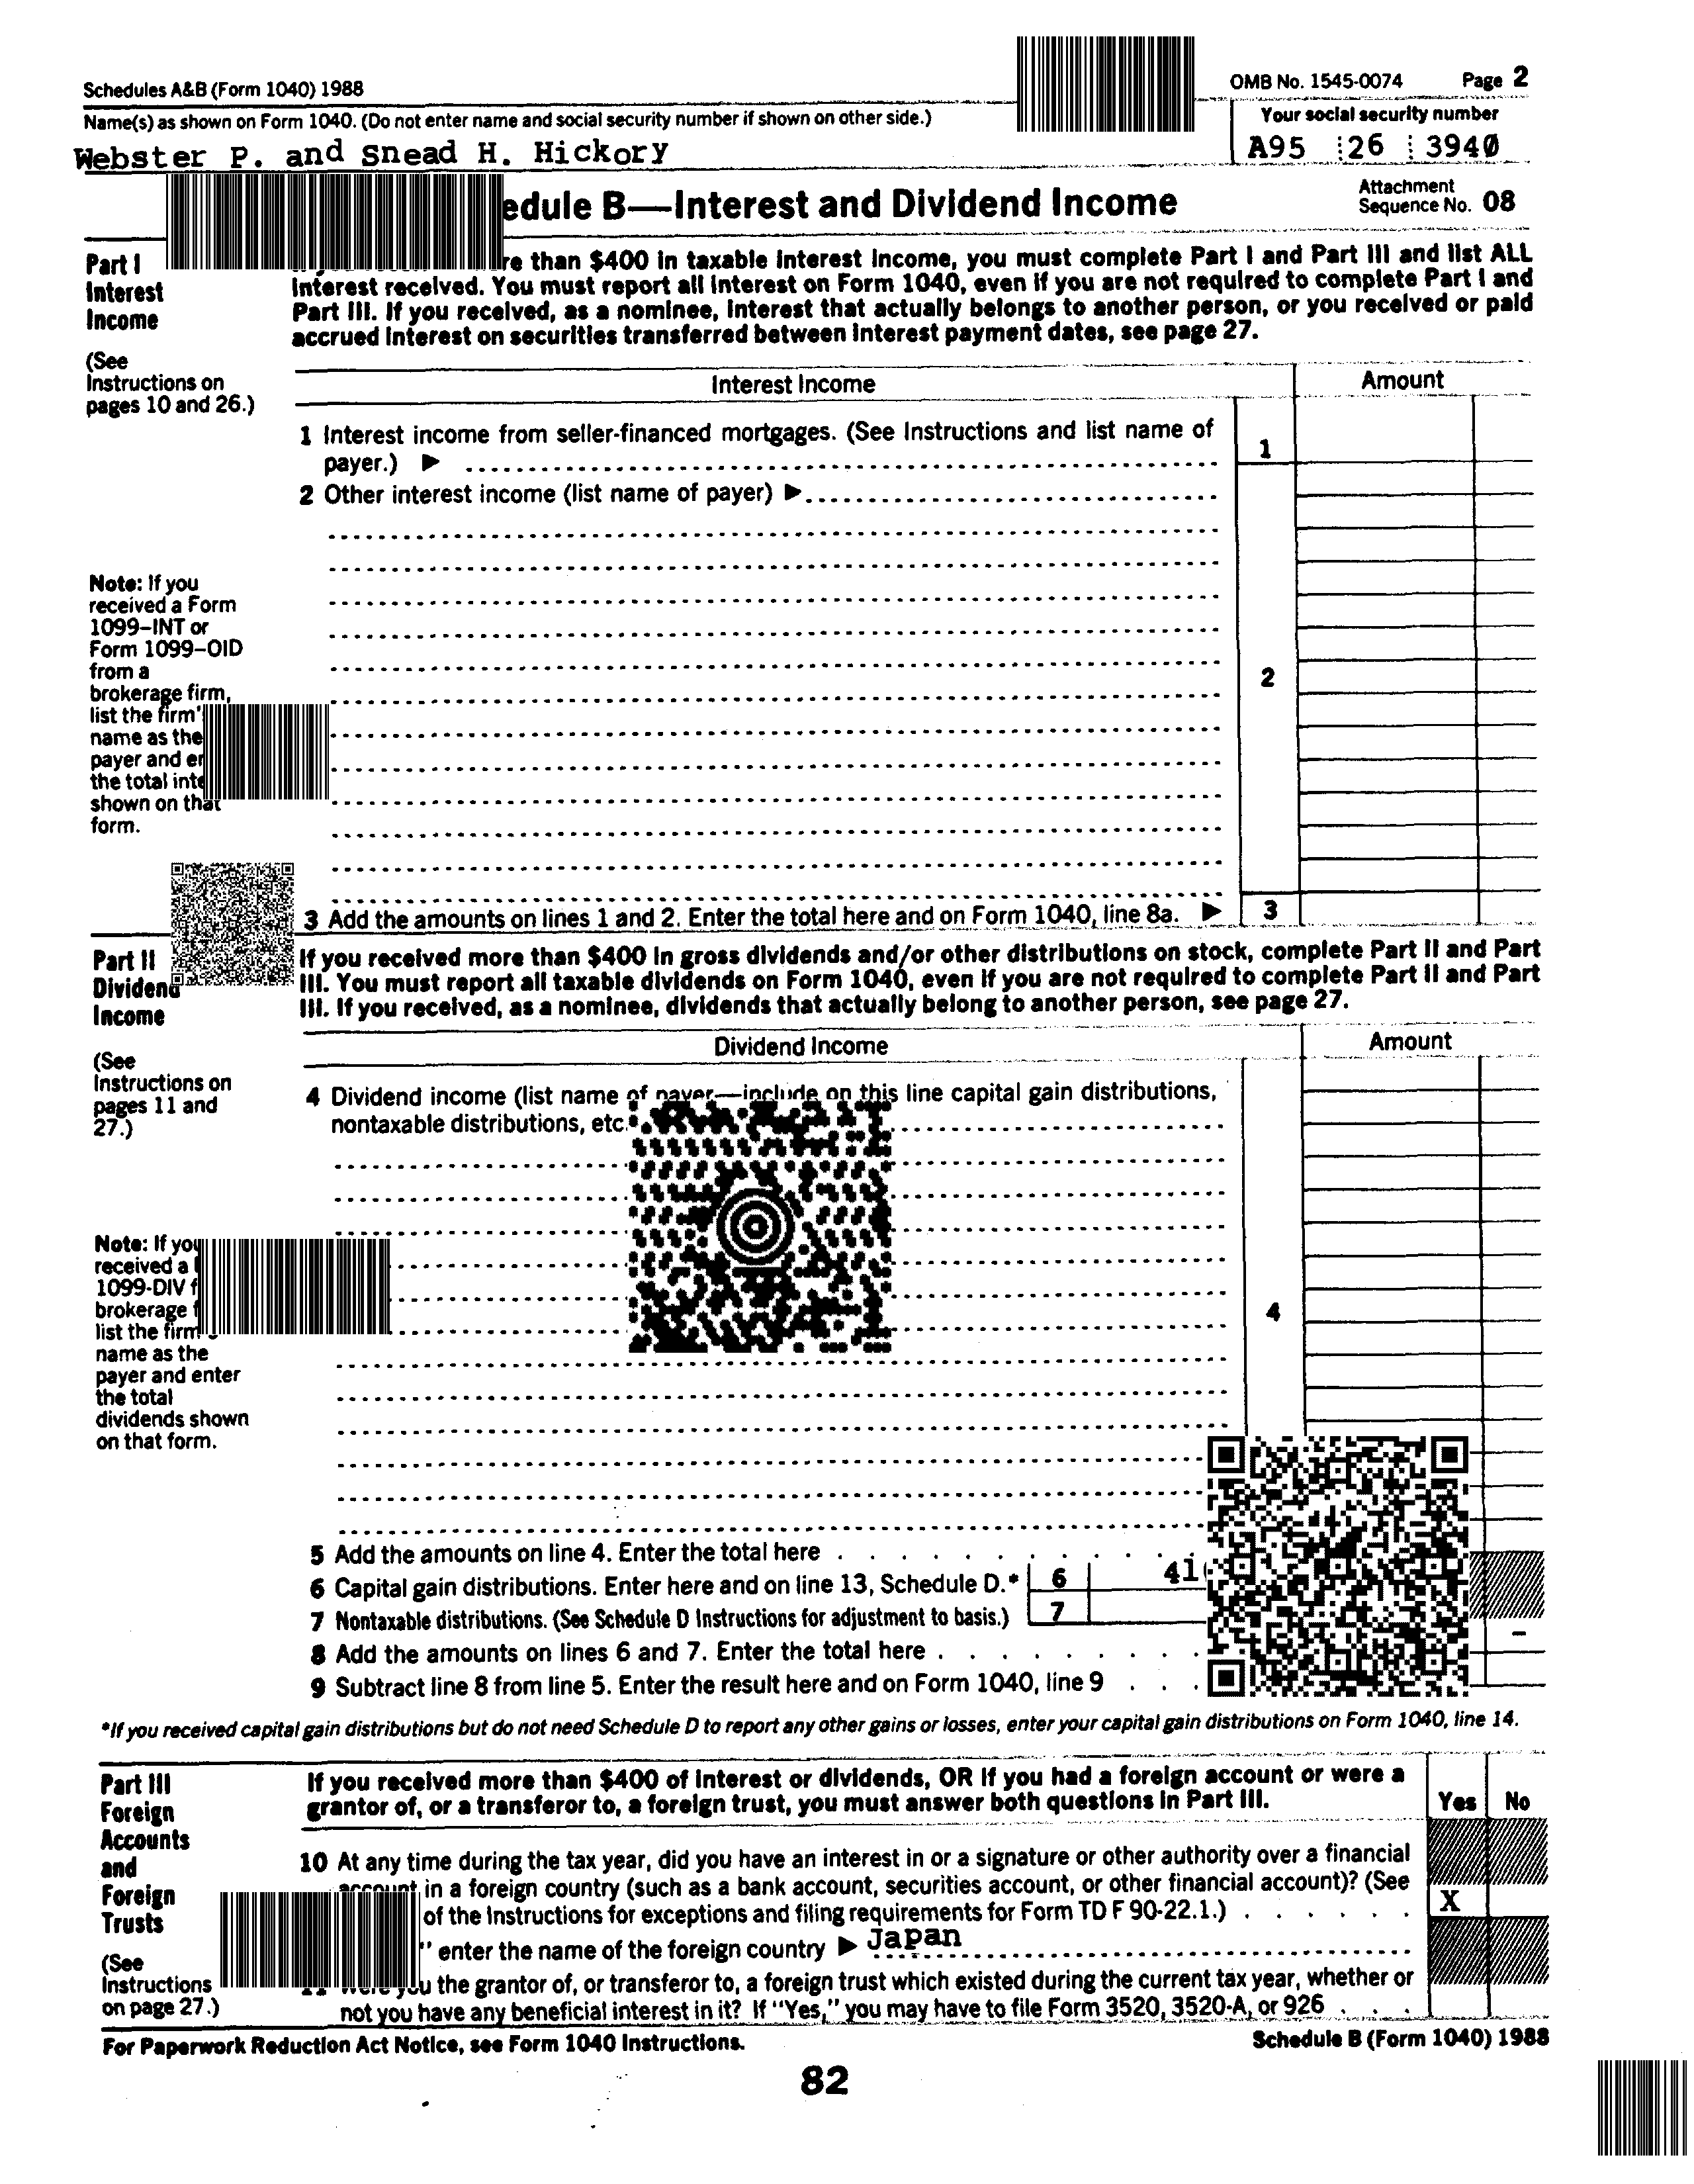 Schedules A&B (Form 1040) 1988 OMB No. 1545-0074 Page 2
Name(s) as shown on Form 1040. (Do not enter name and social security number if shown on other side.) Your social security number
Webster P. and Snead H. Hickory A95 26 3940
B—Interest and Dividend Income Attachment Sequence No. 08
Part I
Interest
Income
(See
Instructions on
pages 10 and 26.)
than $400 in taxable interest income, you must complete Part I and Part III and list ALL
interest received. You must report all interest on Form 1040, even if you are not required to complete Part I and
Part III. If you received, as a nominee, interest that actually belongs to another person, or you received or paid
accrued interest on securities transferred between interest payment dates, see page 27.
Interest Income Amount
1 Interest income from seller-financed mortgages. (See Instructions and list name of
payer.) ▶ 1
2 Other interest income (list name of payer) ▶
Note: If you
received a Form
1099–INT or
Form 1099–OID
from a
brokerage firm,
list the
name as the
payer and
the total
shown on that
form.
2
3 Add the amounts on lines 1 and 2. Enter the total here and on Form 1040, line 8a. ▶ 3
Part II
Dividend
Income
(See
Instructions on
pages 11 and
27.)
If you received more than $400 in gross dividends and/or other distributions on stock, complete Part II and Part
III. You must report all taxable dividends on Form 1040, even if you are not required to complete Part II and Part
III. If you received, as a nominee, dividends that actually belong to another person, see page 27.
Dividend Income Amount
4 Dividend income (list name of payer—include on this line capital gain distributions,
nontaxable distributions, etc.
Note: If you
received a
1099-DIV
brokerage
list the firm
name as the
payer and enter
the total
dividends shown
on that form.
4
5 Add the amounts on line 4. Enter the total here
6 Capital gain distributions. Enter here and on line 13, Schedule D.* 6
7 Nontaxable distributions. (See Schedule D Instructions for adjustment to basis.) 7
8 Add the amounts on lines 6 and 7. Enter the total here –
9 Subtract line 8 from line 5. Enter the result here and on Form 1040, line 9
*If you received capital gain distributions but do not need Schedule D to report any other gains or losses, enter your capital gain distributions on Form 1040, line 14.
Part III
Foreign
Accounts
and
Foreign
Trusts
(See
Instructions
on page 27.)
If you received more than $400 of interest or dividends, OR if you had a foreign account or were a
grantor of, or a transferor to, a foreign trust, you must answer both questions in Part III. Yes No
10 At any time during the tax year, did you have an interest in or a signature or other authority over a financial
account in a foreign country (such as a bank account, securities account, or other financial account)? (See
of the Instructions for exceptions and filing requirements for Form TD F 90-22.1.) X
enter the name of the foreign country ▶ Japan
you the grantor of, or transferor to, a foreign trust which existed during the current tax year, whether or
not you have any beneficial interest in it? If "Yes," you may have to file Form 3520, 3520-A, or 926
For Paperwork Reduction Act Notice, see Form 1040 Instructions. Schedule B (Form 1040) 1988
82